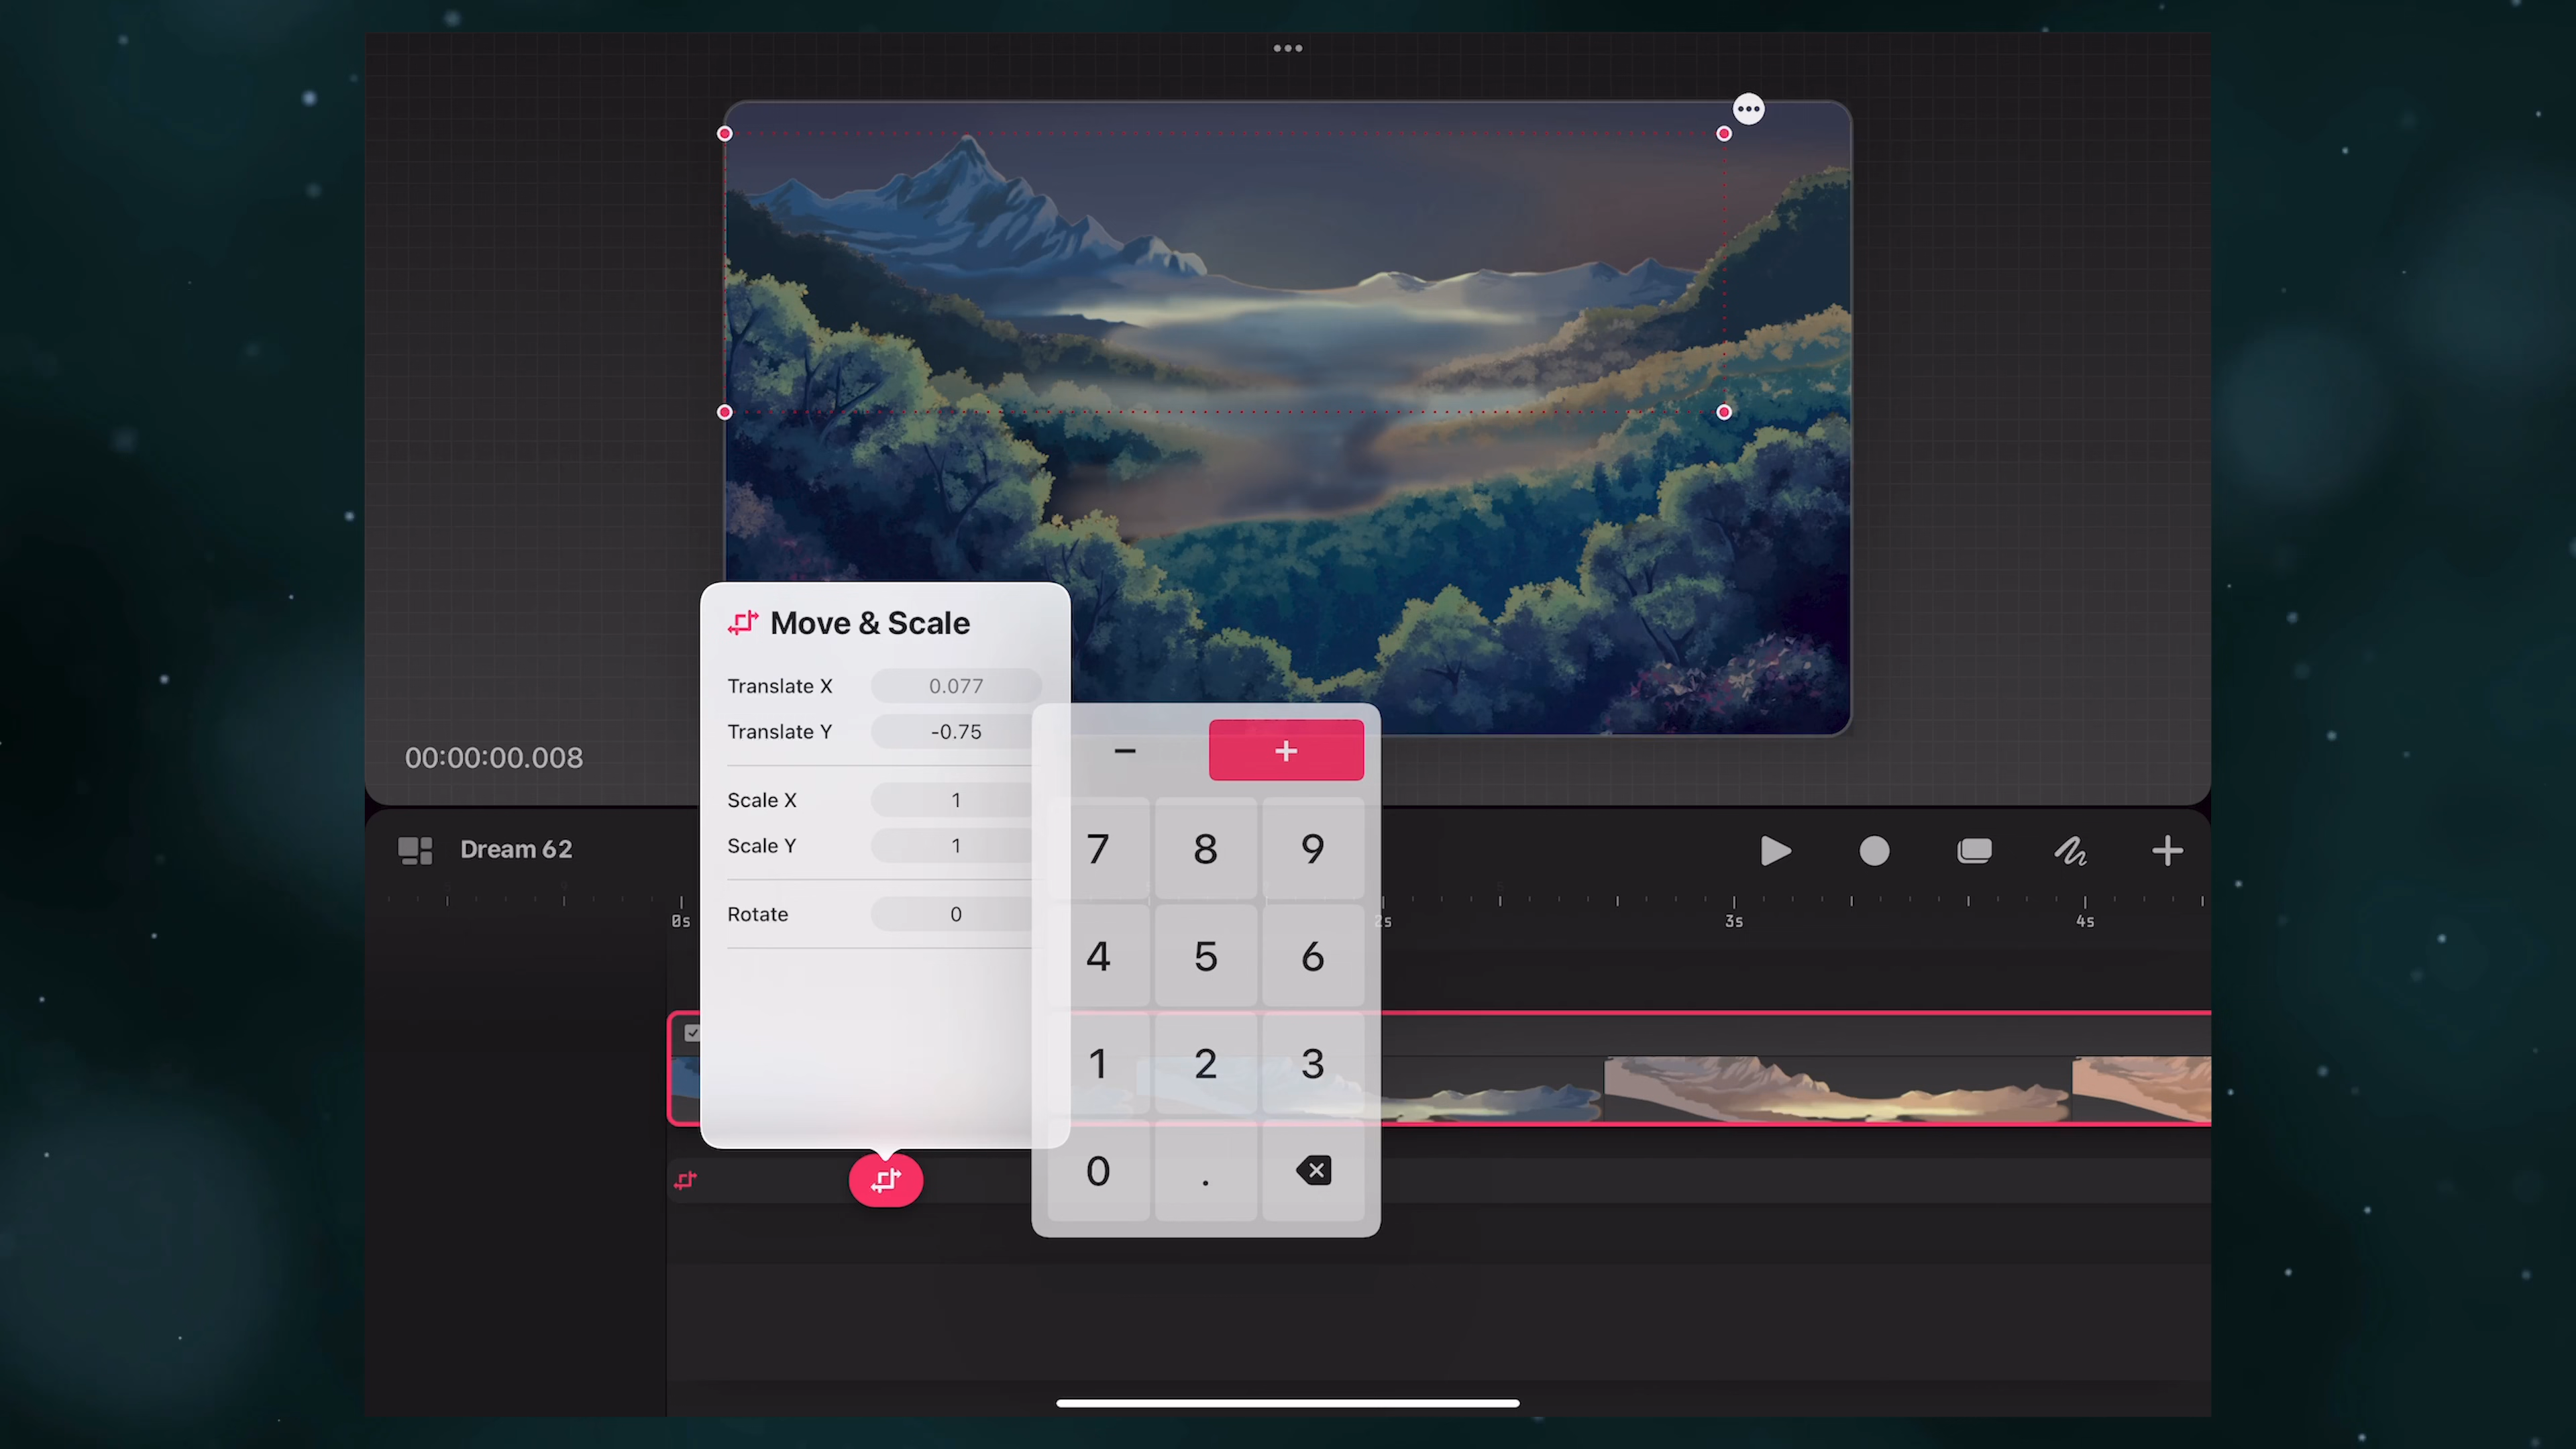 Move & Scale
Translate X 0.077
Translate Y -0.75
Scale X 1
Scale Y 1
Rotate 0
− +
7 8 9
4 5 6
1 2 3
0 .
00:00:00.008
Dream 62
0s 2s 3s 4s